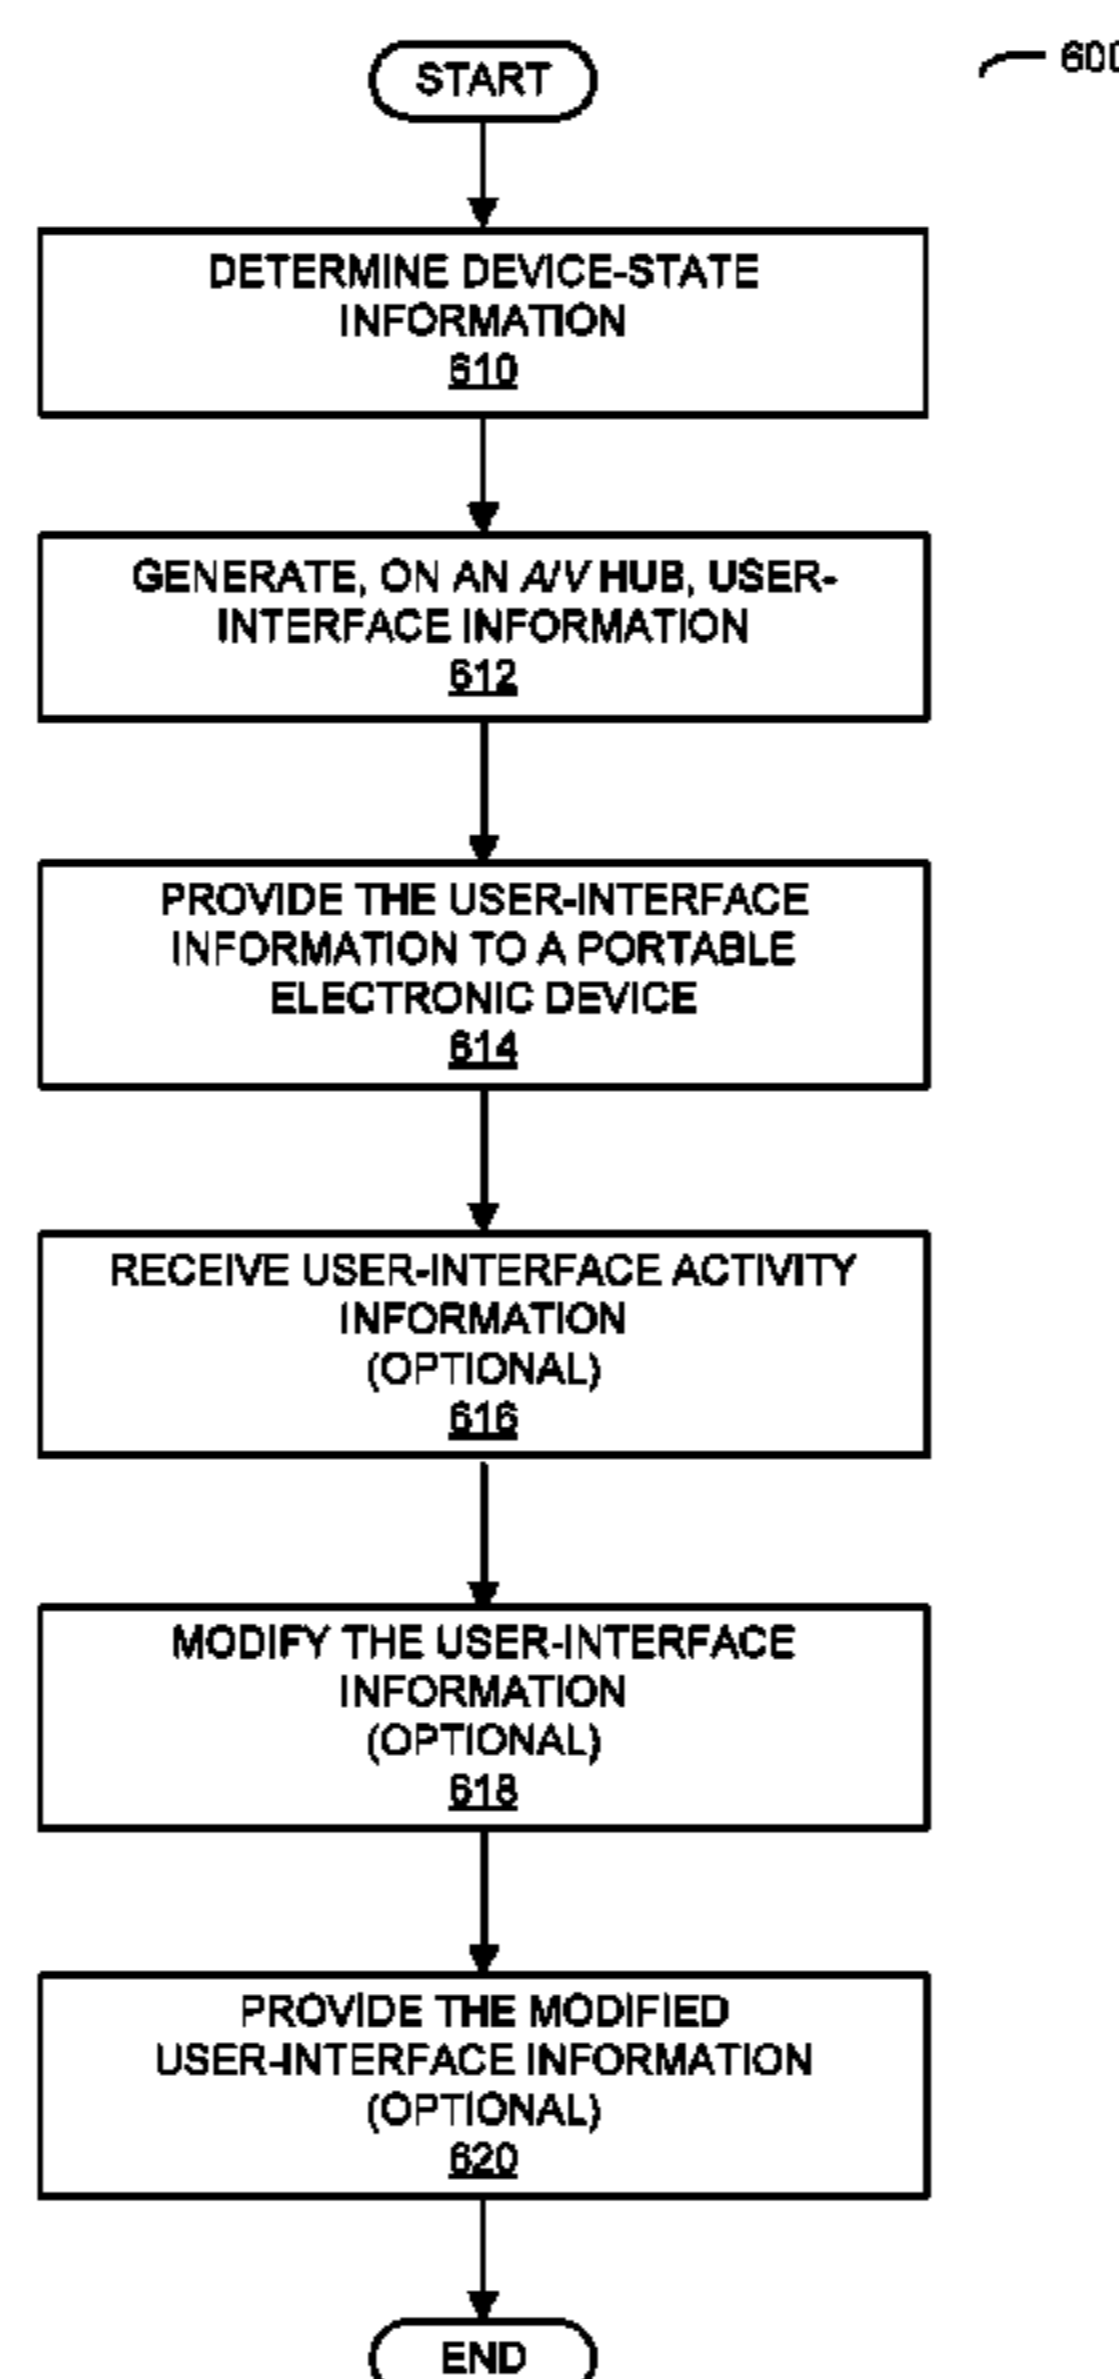 START
600
DETERMINE DEVICE-STATE
INFORMATION
610
GENERATE, ON AN A/V HUB, USER-
INTERFACE INFORMATION
612
PROVIDE THE USER-INTERFACE
INFORMATION TO A PORTABLE
ELECTRONIC DEVICE
614
RECEIVE USER-INTERFACE ACTIVITY
INFORMATION
(OPTIONAL)
616
MODIFY THE USER-INTERFACE
INFORMATION
(OPTIONAL)
618
PROVIDE THE MODIFIED
USER-INTERFACE INFORMATION
(OPTIONAL)
620
END